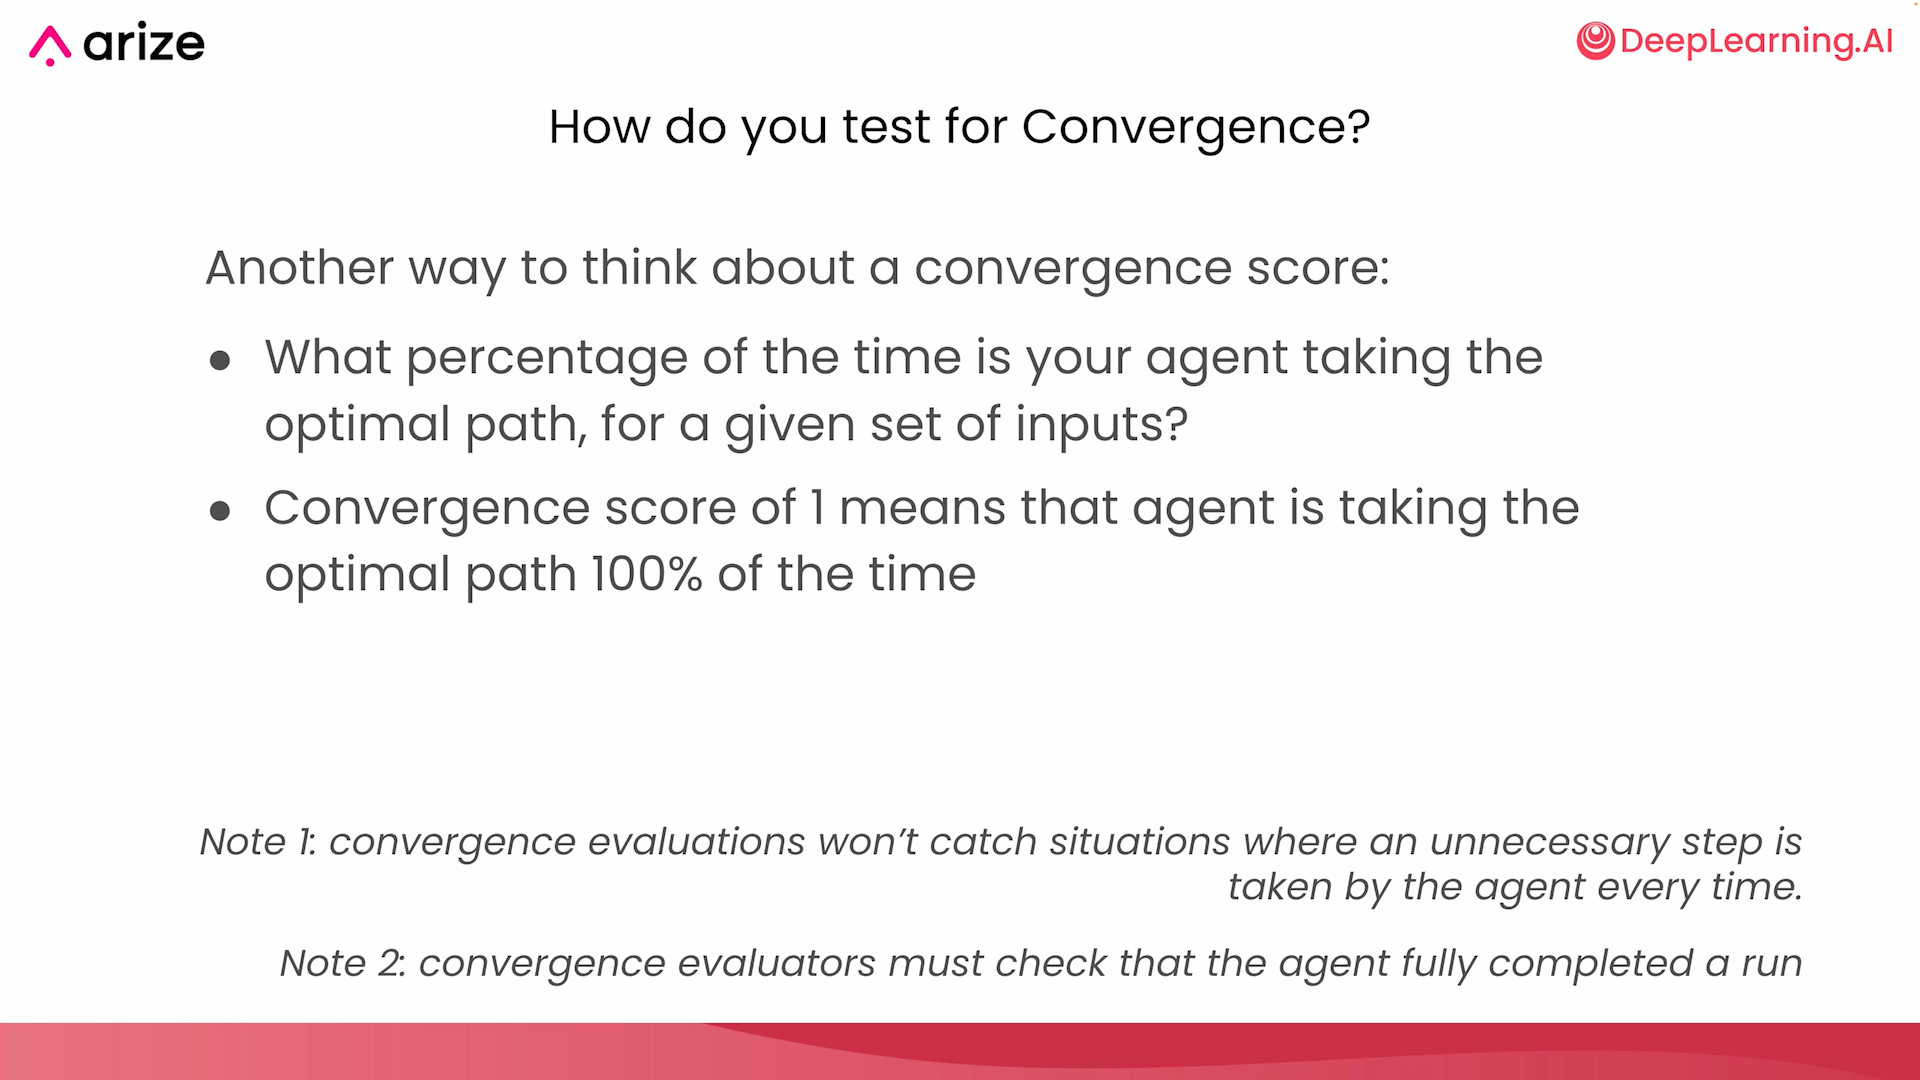 arize
DeepLearning.AI
How do you test for Convergence?
Another way to think about a convergence score:
● What percentage of the time is your agent taking the
optimal path, for a given set of inputs?
● Convergence score of 1 means that agent is taking the
optimal path 100% of the time
Note 1: convergence evaluations won’t catch situations where an unnecessary step is
taken by the agent every time.
Note 2: convergence evaluators must check that the agent fully completed a run